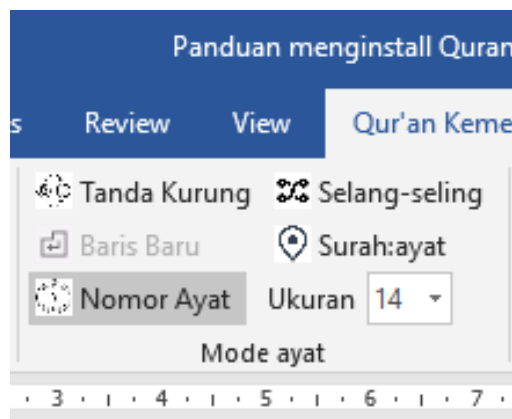 Panduan menginstall Quran
s Review View Qur'an Keme
Tanda Kurung Selang-seling
Baris Baru Surah:ayat
Nomor Ayat Ukuran 14
Mode ayat
3 4 5 6 7